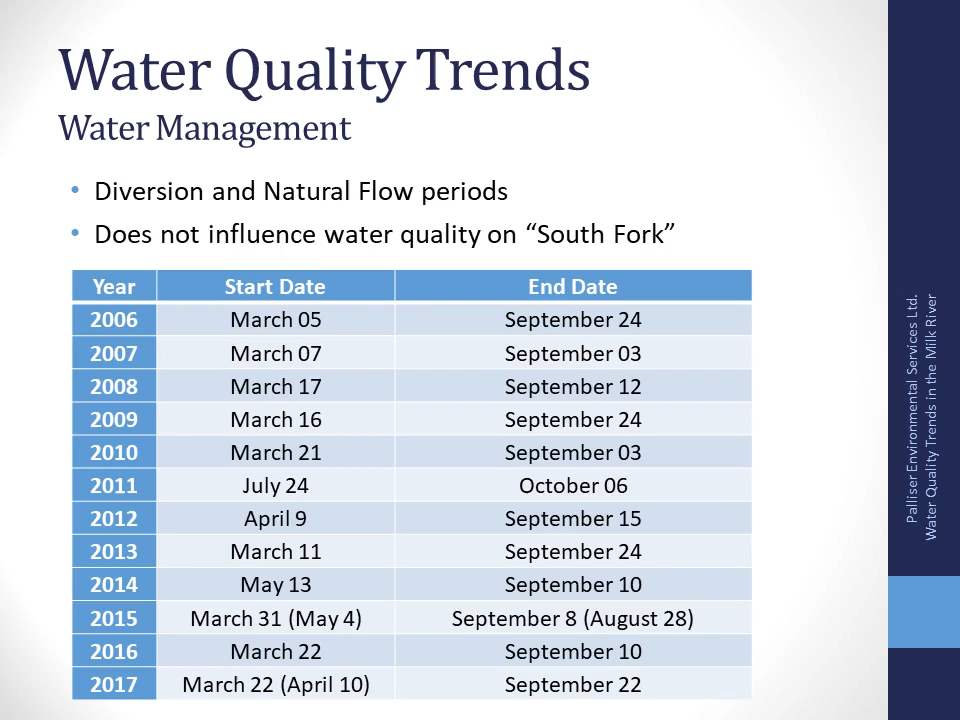 Water Quality Trends
Water Management
• Diversion and Natural Flow periods
• Does not influence water quality on “South Fork”
Year Start Date End Date
2006 March 05 September 24
2007 March 07 September 03
2008 March 17 September 12
2009 March 16 September 24
2010 March 21 September 03
2011 July 24 October 06
2012 April 9 September 15
2013 March 11 September 24
2014 May 13 September 10
2015 March 31 (May 4) September 8 (August 28)
2016 March 22 September 10
2017 March 22 (April 10) September 22
Palliser Environmental Services Ltd.
Water Quality Trends in the Milk River